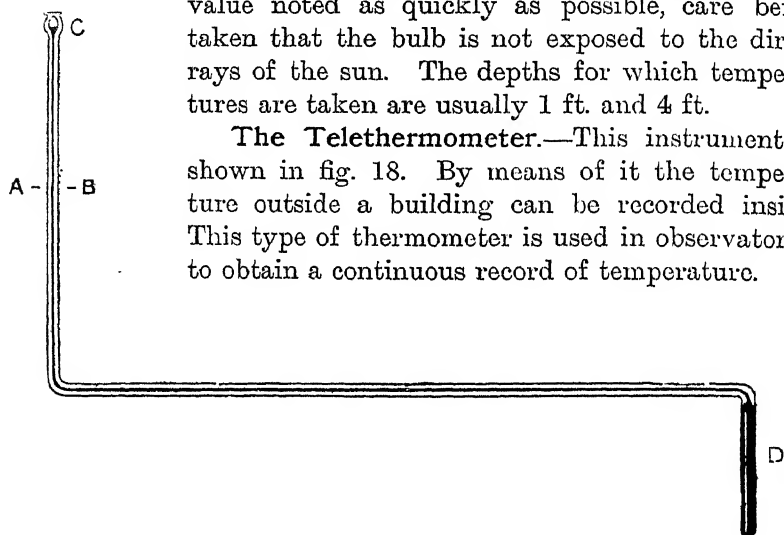 value noted as quickly as possible, care bei
taken that the bulb is not exposed to the dir
rays of the sun. The depths for which tempe
tures are taken are usually 1 ft. and 4 ft.
The Telethermometer.—This instrument
shown in fig. 18. By means of it the tempe
ture outside a building can be recorded insi
This type of thermometer is used in observator
to obtain a continuous record of temperature.
C
A - - B
D